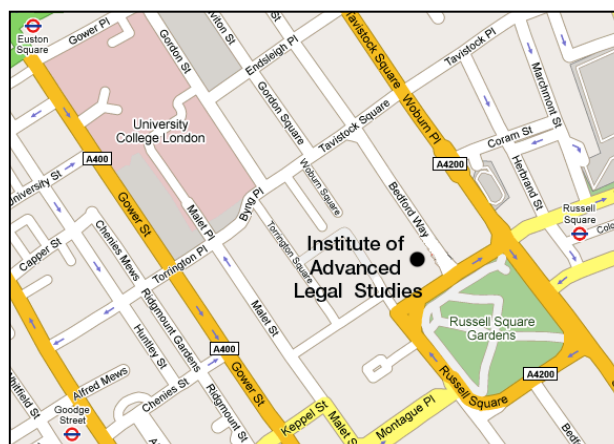 Euston
Square
Gower Pl
Gordon St
Endsleigh Pl
Tavistock Square
Tavistock Pl
Marchmont St
Woburn Pl
University
College London
Gordon Square
Tavistock Square
Coram St
A400
A4200
Herbrand St
University St
Gower St
Malet Pl
Byng Pl
Woburn Square
Bedford Way
Russell
Square
Capper St
Chenies Mews
Torrington Pl
Torrington Square
Institute of
Advanced
Legal Studies
Huntley St
Ridgmount Gardens
Malet St
Russell Square
Gardens
A400
Alfred Mews
Chenies St
Ridgmount St
Gower St
A4200
Russell Square
Goodge
Street
Keppel St
Malet St
Montague Pl